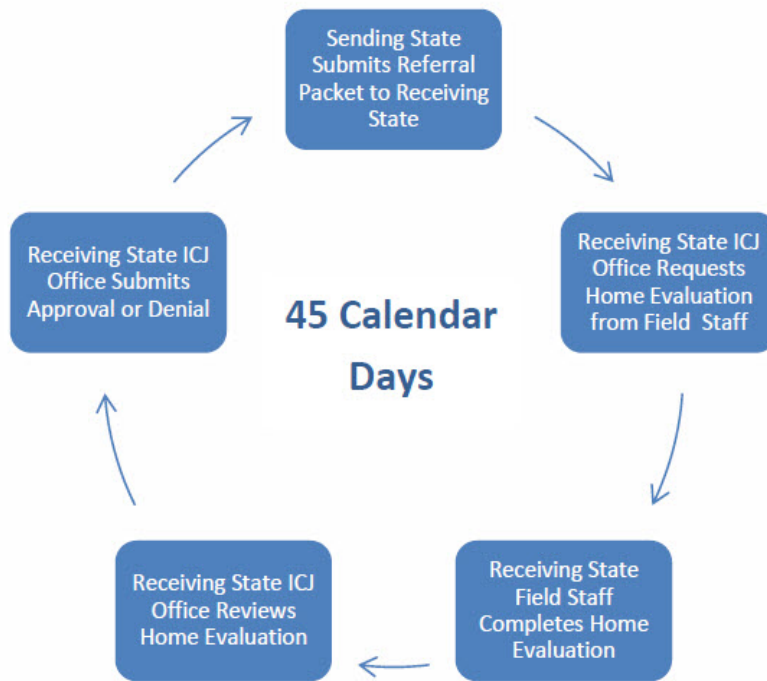 Sending State
Submits Referral
Packet to Receiving
State
Receiving State ICJ
Office Requests
Home Evaluation
from Field Staff
Receiving State
Field Staff
Completes Home
Evaluation
Receiving State ICJ
Office Reviews
Home Evaluation
Receiving State ICJ
Office Submits
Approval or Denial
45 Calendar
Days